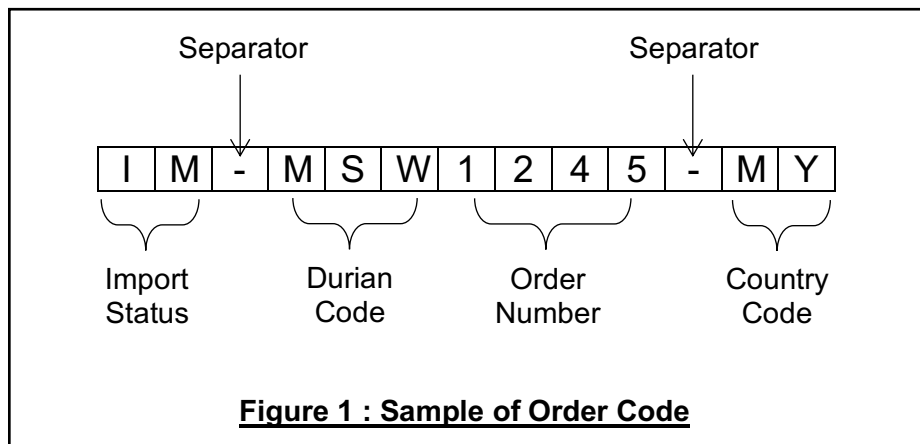 Separator Separator
I M - M S W 1 2 4 5 - M Y
Import Durian Order Country
Status Code Number Code
Figure 1 : Sample of Order Code